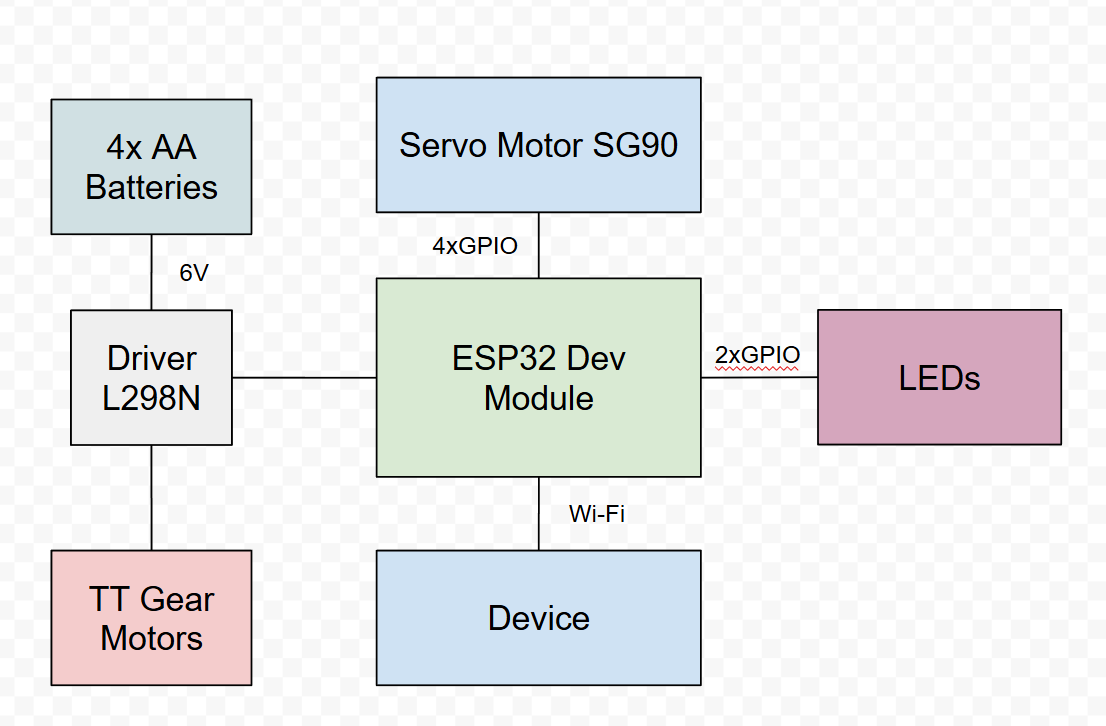 4x AA
Batteries
Servo Motor SG90
4xGPIO
6V
Driver
L298N
ESP32 Dev
Module
2xGPIO
LEDs
Wi-Fi
TT Gear
Motors
Device